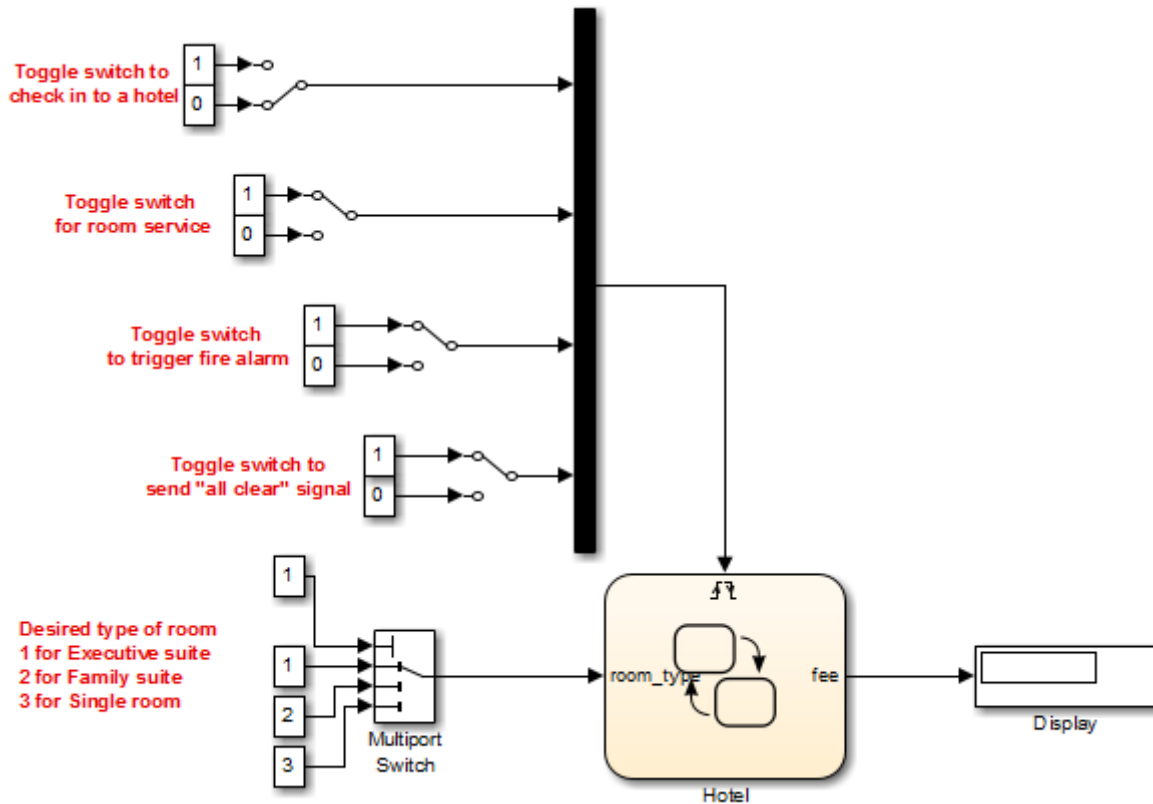 Toggle switch to
check in to a hotel
1
0
Toggle switch
for room service
1
0
Toggle switch
to trigger fire alarm
1
0
Toggle switch to
send "all clear" signal
1
0
Desired type of room
1 for Executive suite
2 for Family suite
3 for Single room
1
1
2
3
Multiport
Switch
room_type
fee
Hotel
Display